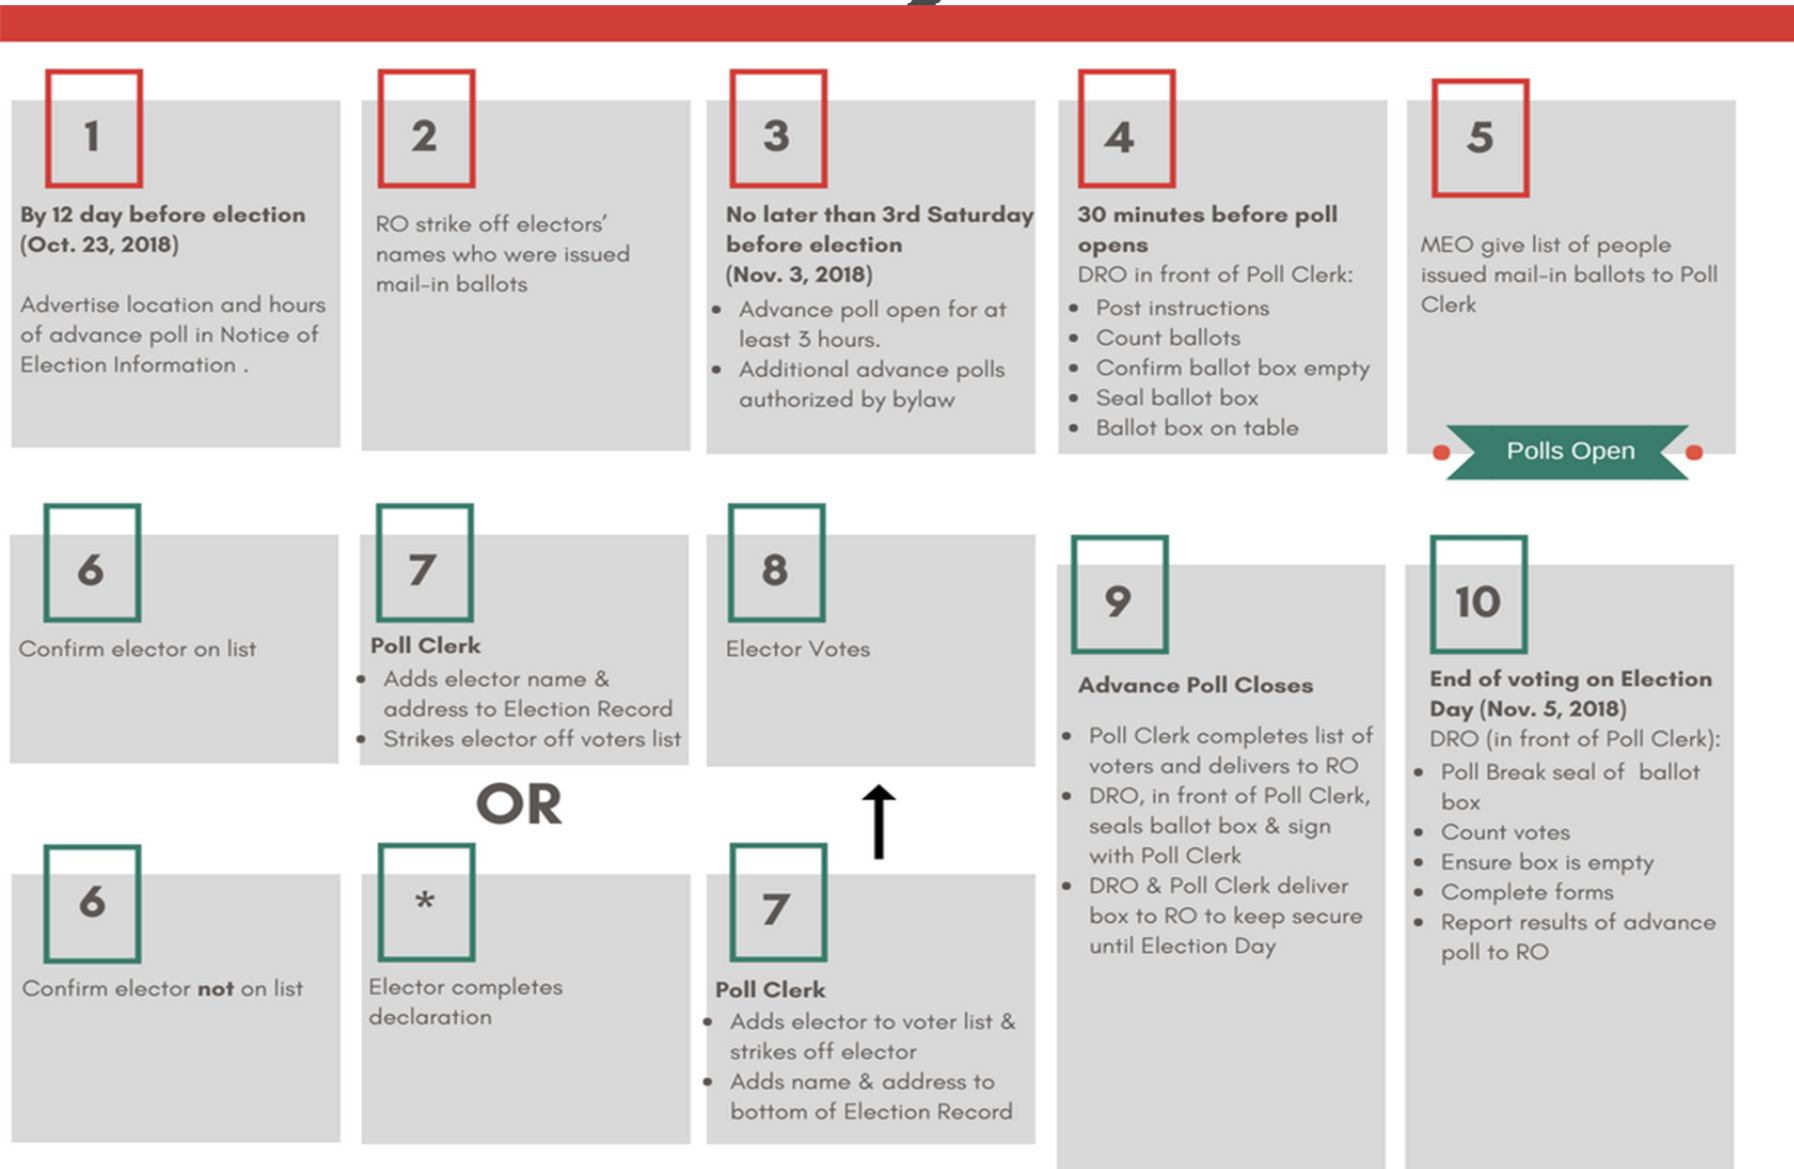 1
By 12 day before election
(Oct. 23, 2018)
Advertise location and hours
of advance poll in Notice of
Election Information .
2
RO strike off electors'
names who were issued
mail-in ballots
3
No later than 3rd Saturday
before election
(Nov. 3, 2018)
• Advance poll open for at
least 3 hours.
• Additional advance polls
authorized by bylaw
4
30 minutes before poll
opens
DRO in front of Poll Clerk:
• Post instructions
• Count ballots
• Confirm ballot box empty
• Seal ballot box
• Ballot box on table
5
MEO give list of people
issued mail-in ballots to Poll
Clerk
Polls Open
6
Confirm elector on list
7
Poll Clerk
• Adds elector name &
address to Election Record
• Strikes elector off voters list
8
Elector Votes
OR
6
Confirm elector not on list
*
Elector completes
declaration
7
Poll Clerk
• Adds elector to voter list &
strikes off elector
• Adds name & address to
bottom of Election Record
9
Advance Poll Closes
• Poll Clerk completes list of
voters and delivers to RO
• DRO, in front of Poll Clerk,
seals ballot box & sign
with Poll Clerk
• DRO & Poll Clerk deliver
box to RO to keep secure
until Election Day
10
End of voting on Election
Day (Nov. 5, 2018)
DRO (in front of Poll Clerk):
• Poll Break seal of ballot
box
• Count votes
• Ensure box is empty
• Complete forms
• Report results of advance
poll to RO